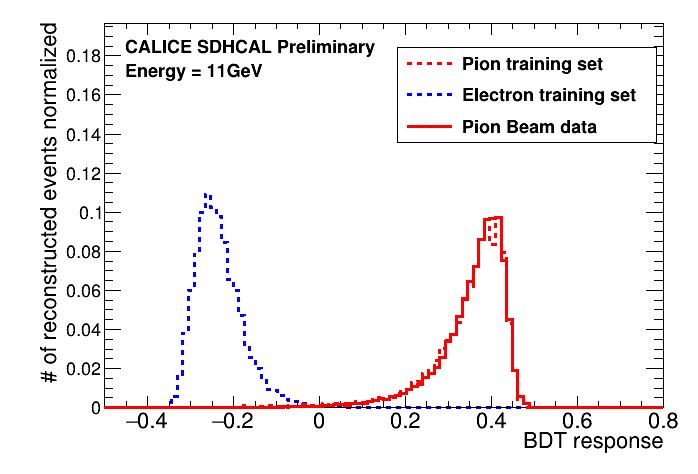 # of reconstructed events normalized
0.18
0.16
0.14
0.12
0.1
0.08
0.06
0.04
0.02
0
CALICE SDHCAL Preliminary
Energy = 11GeV
Pion training set
Electron training set
Pion Beam data
−0.4 −0.2 0 0.2 0.4 0.6 0.8
BDT response